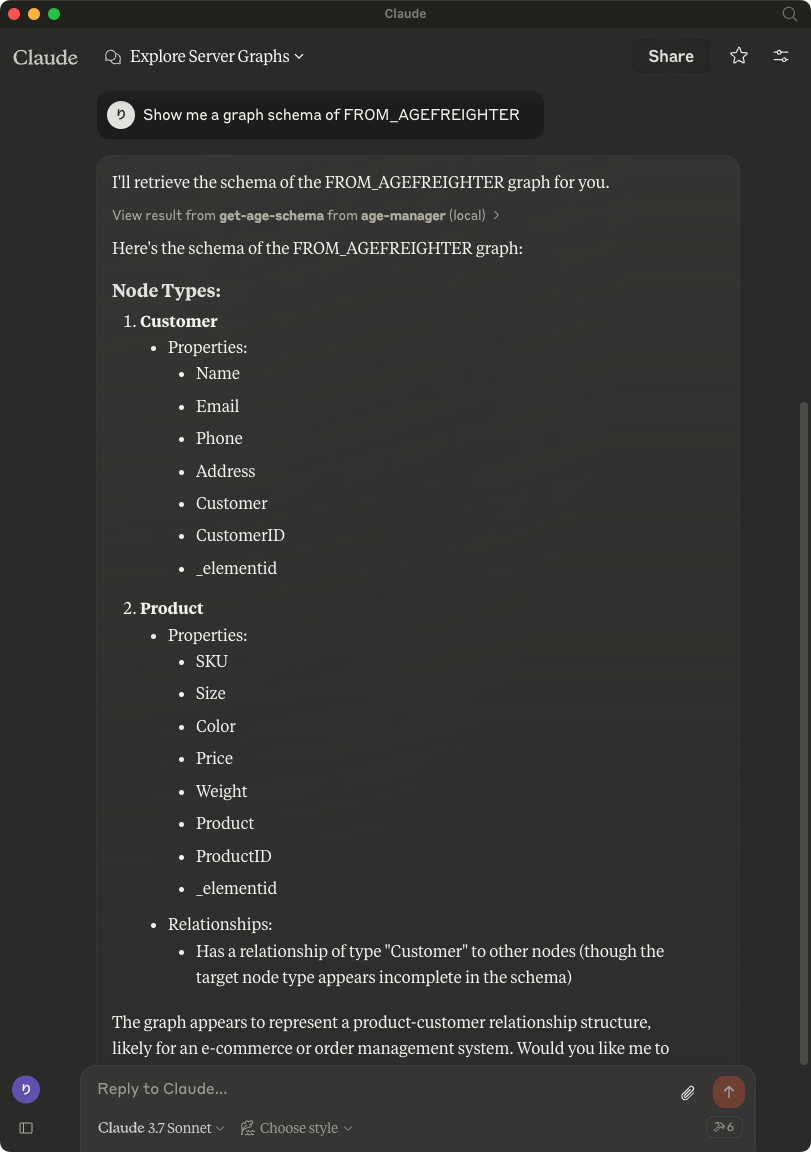 Claude
Claude
Explore Server Graphs
Share
り
Show me a graph schema of FROM_AGEFREIGHTER
I'll retrieve the schema of the FROM_AGEFREIGHTER graph for you.
View result from get-age-schema from age-manager (local)
Here's the schema of the FROM_AGEFREIGHTER graph:
Node Types:
1. Customer
• Properties:
• Name
• Email
• Phone
• Address
• Customer
• CustomerID
• _elementid
2. Product
• Properties:
• SKU
• Size
• Color
• Price
• Weight
• Product
• ProductID
• _elementid
• Relationships:
• Has a relationship of type "Customer" to other nodes (though the
target node type appears incomplete in the schema)
The graph appears to represent a product-customer relationship structure,
likely for an e-commerce or order management system. Would you like me to
り
Reply to Claude...
Claude 3.7 Sonnet
Choose style
6